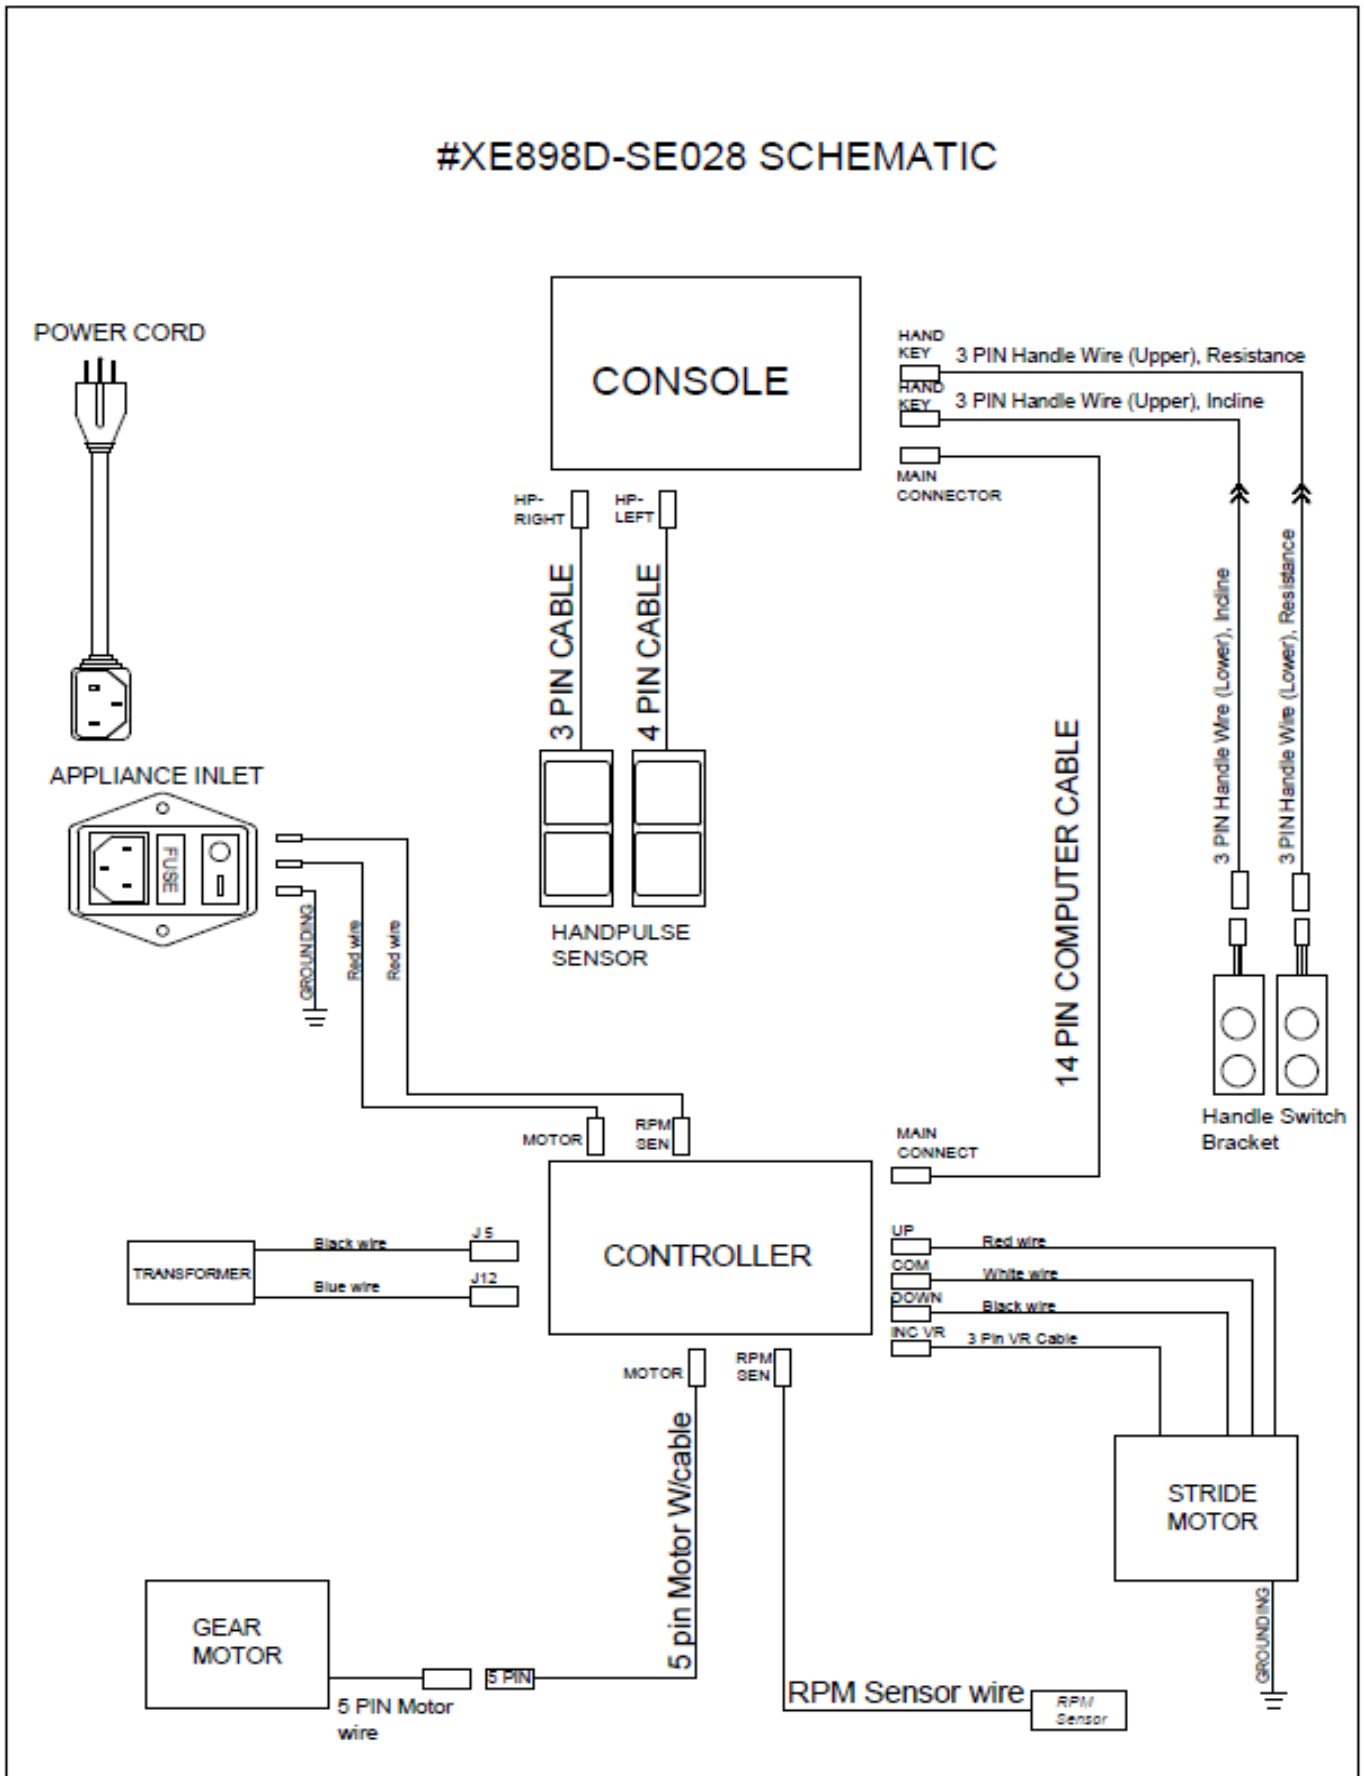 #XE898D-SE028 SCHEMATIC
POWER CORD
CONSOLE
HAND
KEY
3 PIN Handle Wire (Upper), Resistance
HAND
KEY
3 PIN Handle Wire (Upper), Incline
MAIN
CONNECTOR
HP-
RIGHT
HP-
LEFT
3 PIN CABLE
4 PIN CABLE
3 PIN Handle Wire (Lower), Incline
3 PIN Handle Wire (Lower), Resistance
14 PIN COMPUTER CABLE
APPLIANCE INLET
FUSE
GROUNDING
Red wire
Red wire
HANDPULSE
SENSOR
Handle Switch
Bracket
MOTOR
RPM
SEN
MAIN
CONNECT
CONTROLLER
TRANSFORMER
Black wire
J 5
Blue wire
J12
UP
Red wire
COM
White wire
DOWN
Black wire
INC VR
3 Pin VR Cable
MOTOR
RPM
SEN
5 pin Motor W/cable
STRIDE
MOTOR
GROUNDING
GEAR
MOTOR
5 PIN
5 PIN Motor
wire
RPM Sensor wire
RPM
Sensor